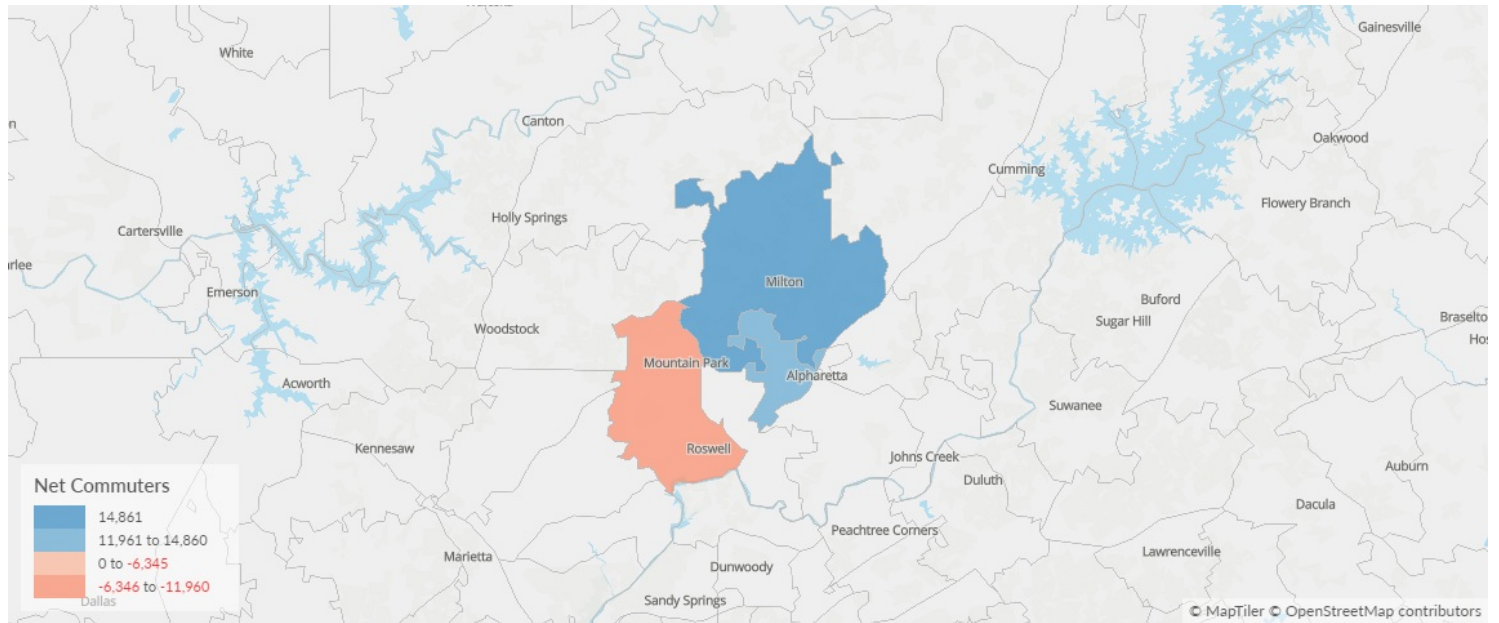 Gainesville
White
Canton
Oakwood
Cumming
Flowery Branch
Holly Springs
Cartersville
Milton
Emerson
Buford
Woodstock
Sugar Hill
Mountain Park
Alpharetta
Acworth
Suwanee
Kennesaw
Roswell
Johns Creek
Duluth
Auburn
Dacula
Peachtree Corners
Marietta
Lawrenceville
Dunwoody
Sandy Springs
Net Commuters
14,861
11,961 to 14,860
0 to -6,345
-6,346 to -11,960
Dallas
© MapTiler © OpenStreetMap contributors